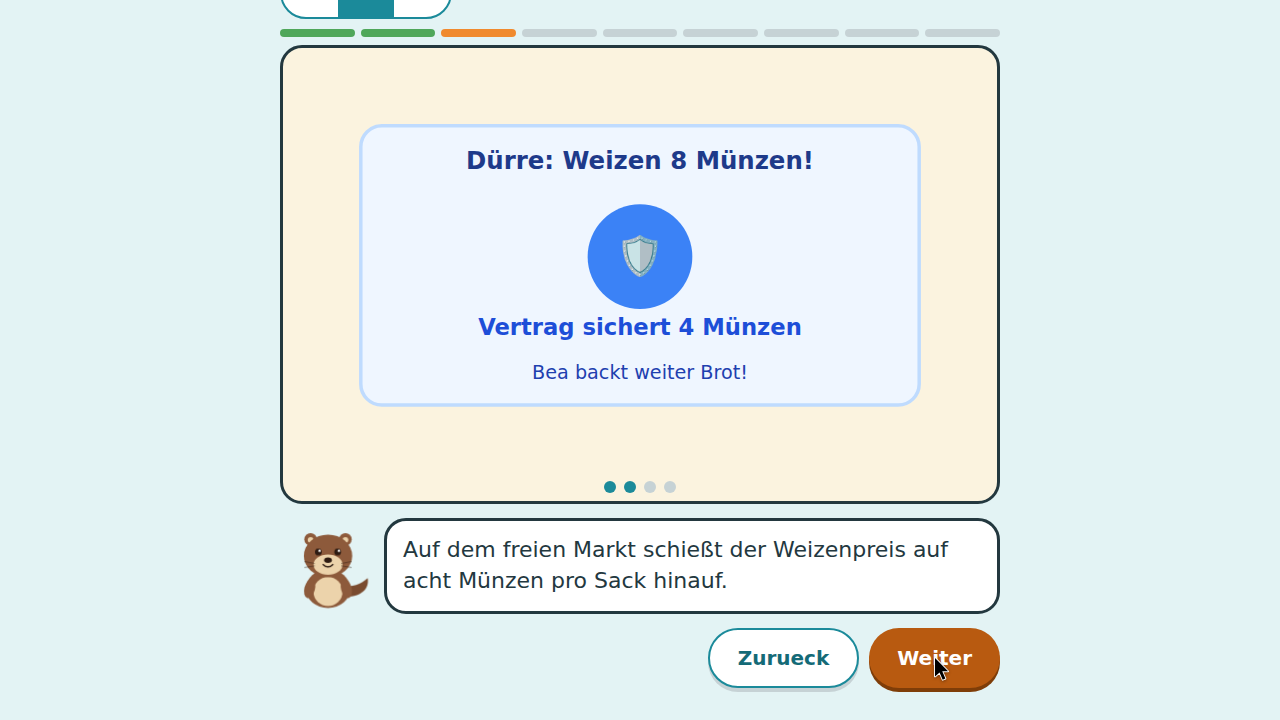 Dürre: Weizen 8 Münzen!
Vertrag sichert 4 Münzen
Bea backt weiter Brot!
Auf dem freien Markt schießt der Weizenpreis auf
acht Münzen pro Sack hinauf.
Zurueck
Weiter